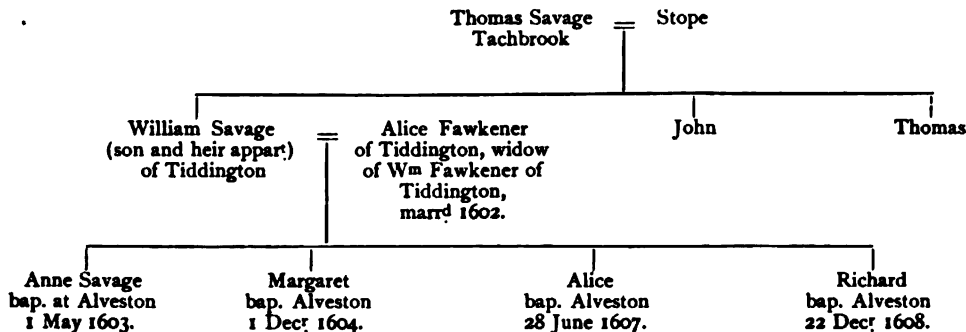 Thomas Savage = Stope
Tachbrook
William Savage = Alice Fawkener John Thomas
(son and heir appart) of Tiddington, widow
of Tiddington of Wm Fawkener of
Tiddington,
marrd 1602.
Anne Savage Margaret Alice Richard
bap. at Alveston bap. Alveston bap. Alveston bap. Alveston
1 May 1603. 1 Decr 1604. 28 June 1607. 22 Decr 1608.